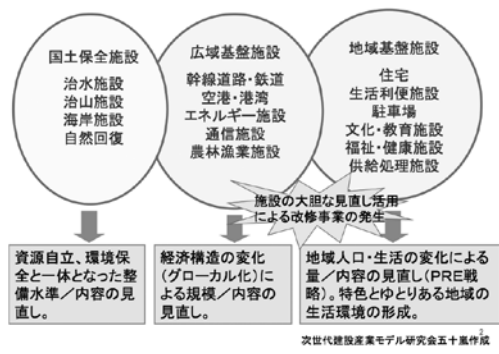 国土保全施設
治水施設
治山施設
海岸施設
自然回復
広域基盤施設
幹線道路・鉄道
空港・港湾
エネルギー施設
通信施設
農林漁業施設
地域基盤施設
住宅
生活利便施設
駐車場
文化・教育施設
福祉・健康施設
供給処理施設
施設の大胆な見直し活用
による改修事業の発生
資源自立、環境保
全と一体となった整
備水準／内容の見
直し。
経済構造の変化
(グローカル化)に
よる規模／内容の
見直し。
地域人口・生活の変化による
量／内容の見直し(PRE戦
略)。特色とゆとりある地域の
生活環境の形成。
2
次世代建設産業モデル研究会五十嵐作成